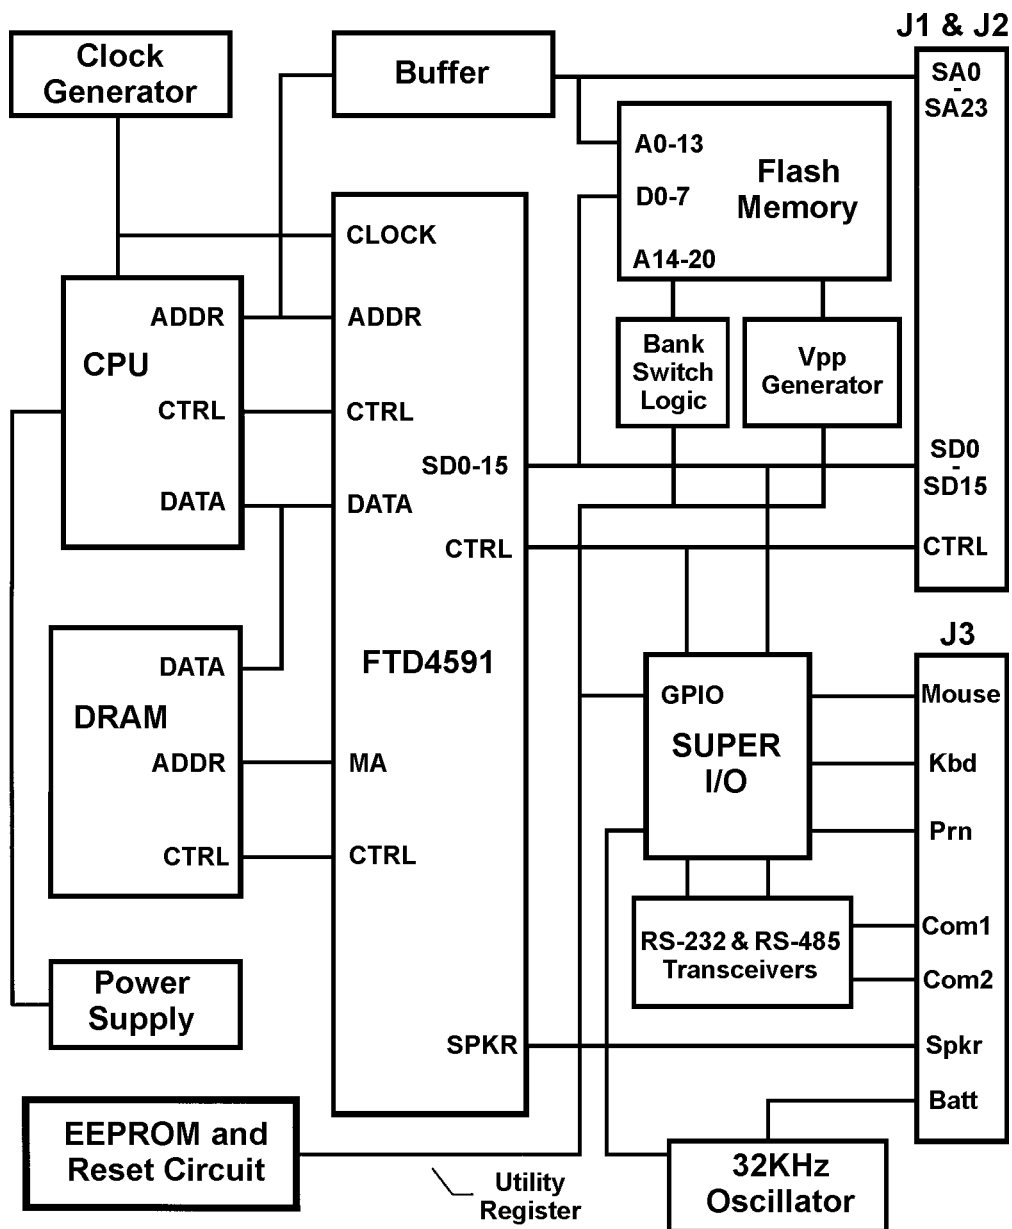 J1 & J2
Clock
Generator
Buffer
SA0
-
SA23
A0-13
Flash
Memory
D0-7
A14-20
CLOCK
ADDR
ADDR
CPU
Bank
Switch
Logic
Vpp
Generator
CTRL
CTRL
SD0-15
SD0
-
SD15
DATA
DATA
CTRL
CTRL
J3
FTD4591
DATA
DRAM
GPIO
SUPER
I/O
Mouse
ADDR
MA
Kbd
Prn
CTRL
CTRL
RS-232 & RS-485
Transceivers
Com1
Com2
Power
Supply
SPKR
Spkr
Batt
EEPROM and
Reset Circuit
Utility
Register
32KHz
Oscillator